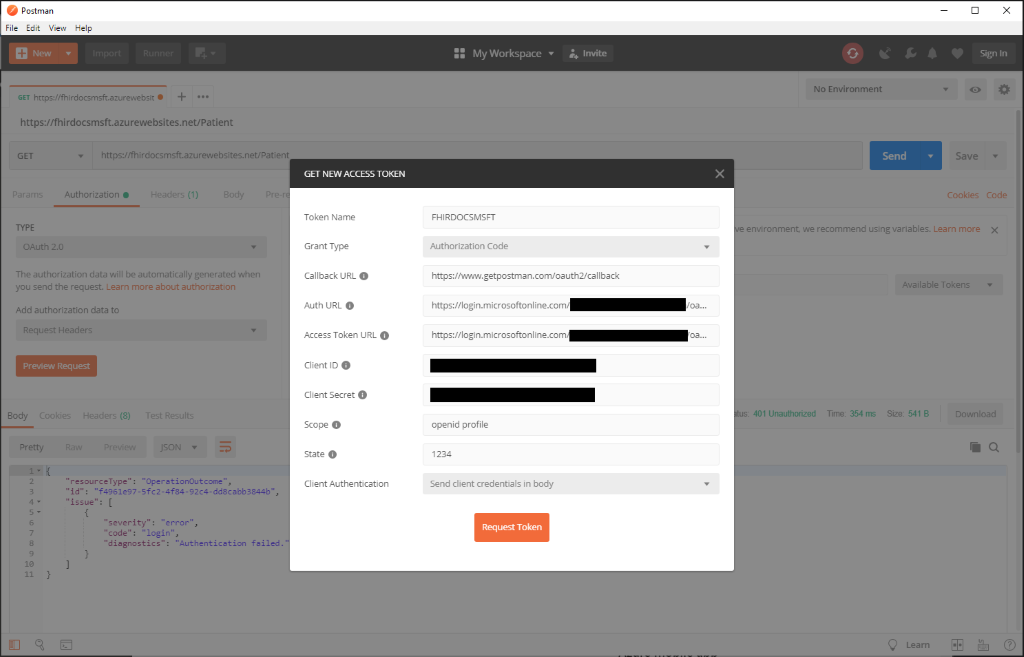 Postman
File Edit View Help
New Import Runner My Workspace Invite Sign In
GET https://fhirdocsmsft.azurewebsit No Environment
https://fhirdocsmsft.azurewebsites.net/Patient
GET https://fhirdocsmsft.azurewebsites.net/Patient Send Save
Params Authorization Headers (1) Body Pre-re Cookies Code
TYPE
OAuth 2.0
The authorization data will be automatically generated when
you send the request. Learn more about authorization
Add authorization data to
Request Headers
Preview Request
ve environment, we recommend using variables. Learn more
Available Tokens
GET NEW ACCESS TOKEN
Token Name FHIRDOCSMSFT
Grant Type Authorization Code
Callback URL https://www.getpostman.com/oauth2/callback
Auth URL https://login.microsoftonline.com/ /oa...
Access Token URL https://login.microsoftonline.com/ /oa...
Client ID
Client Secret
Scope openid profile
State 1234
Client Authentication Send client credentials in body
Request Token
Body Cookies Headers (8) Test Results atus: 401 Unauthorized Time: 354 ms Size: 541 B Download
Pretty Raw Preview JSON
1 {
2 "resourceType": "OperationOutcome",
3 "id": "f4961e97-5fc2-4f84-92c4-dd8cabb3844b",
4 "issue": [
5 {
6 "severity": "error",
7 "code": "login",
8 "diagnostics": "Authentication failed."
9 }
10 ]
11 }
Learn